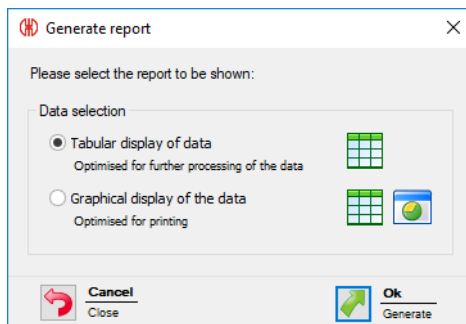 Generate report
Please select the report to be shown:
Data selection
Tabular display of data
Optimised for further processing of the data
Graphical display of the data
Optimised for printing
Cancel
Close
Ok
Generate